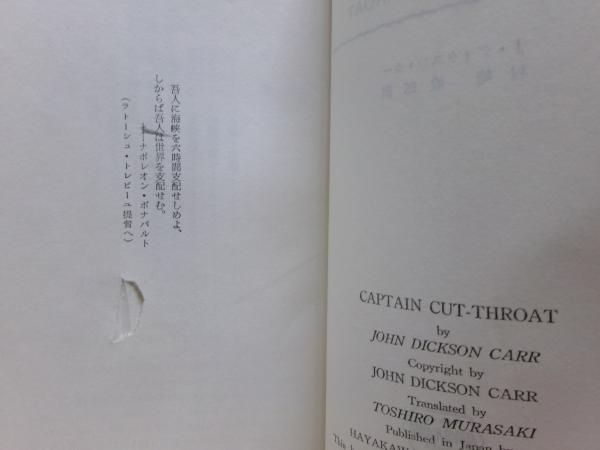 吾人に海峡を六時間支配せしめよ、
しからば吾人は世界を支配せむ。
ナポレオン・ボナパルト
(ラトーシュ・トレビーユ提督へ)
CAPTAIN CUT-THROAT
by
JOHN DICKSON CARR
Copyright by
JOHN DICKSON CARR
Translated by
TOSHIRO MURASAKI
Published in Japan by
HAYAKAW
This b